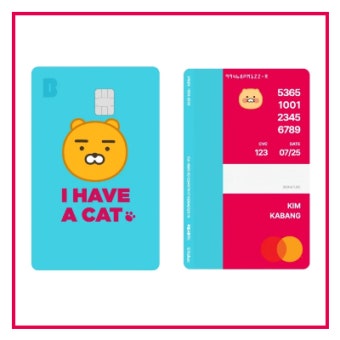 B
I HAVE
A CAT
5365
1001
2345
6789
CVC DATE
123 07/25
KIM
KABANG